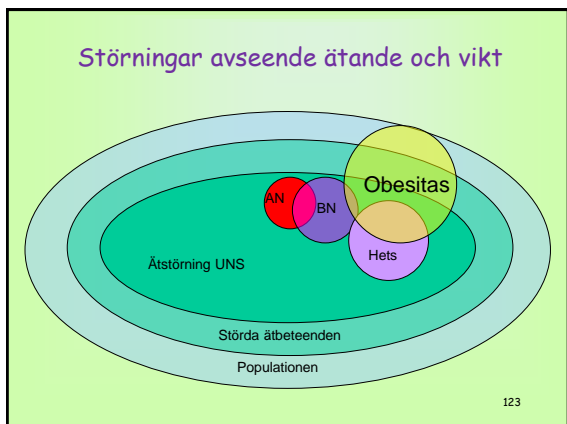 Störningar avseende ätande och vikt
Obesitas
AN
BN
Hets
Ätstörning UNS
Störda ätbeteenden
Populationen
123